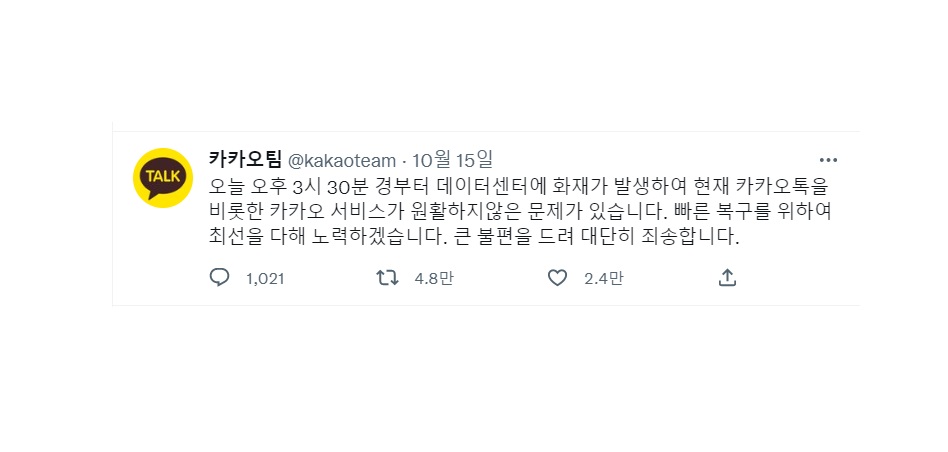 카카오팀 @kakaoteam · 10월 15일
TALK
오늘 오후 3시 30분 경부터 데이터센터에 화재가 발생하여 현재 카카오톡을
비롯한 카카오 서비스가 원활하지않은 문제가 있습니다. 빠른 복구를 위하여
최선을 다해 노력하겠습니다. 큰 불편을 드려 대단히 죄송합니다.
1,021 4.8만 2.4만